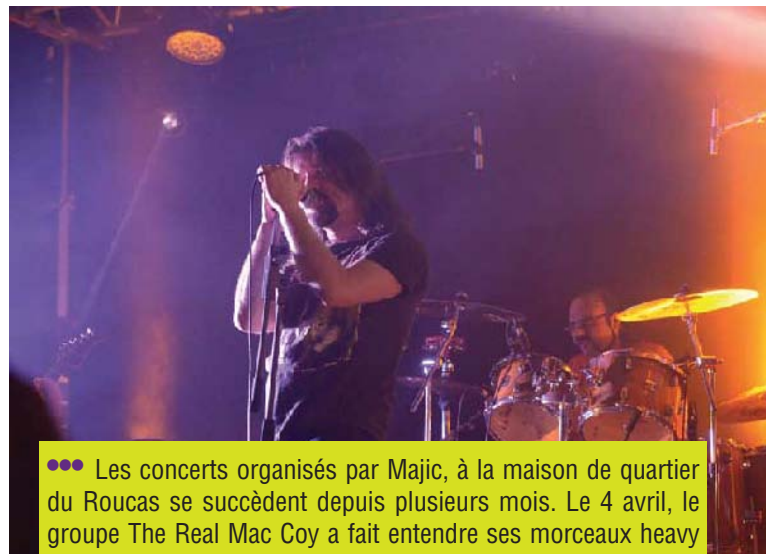 ●●● Les concerts organisés par Majic, à la maison de quartier
du Roucas se succèdent depuis plusieurs mois. Le 4 avril, le
groupe The Real Mac Coy a fait entendre ses morceaux heavy